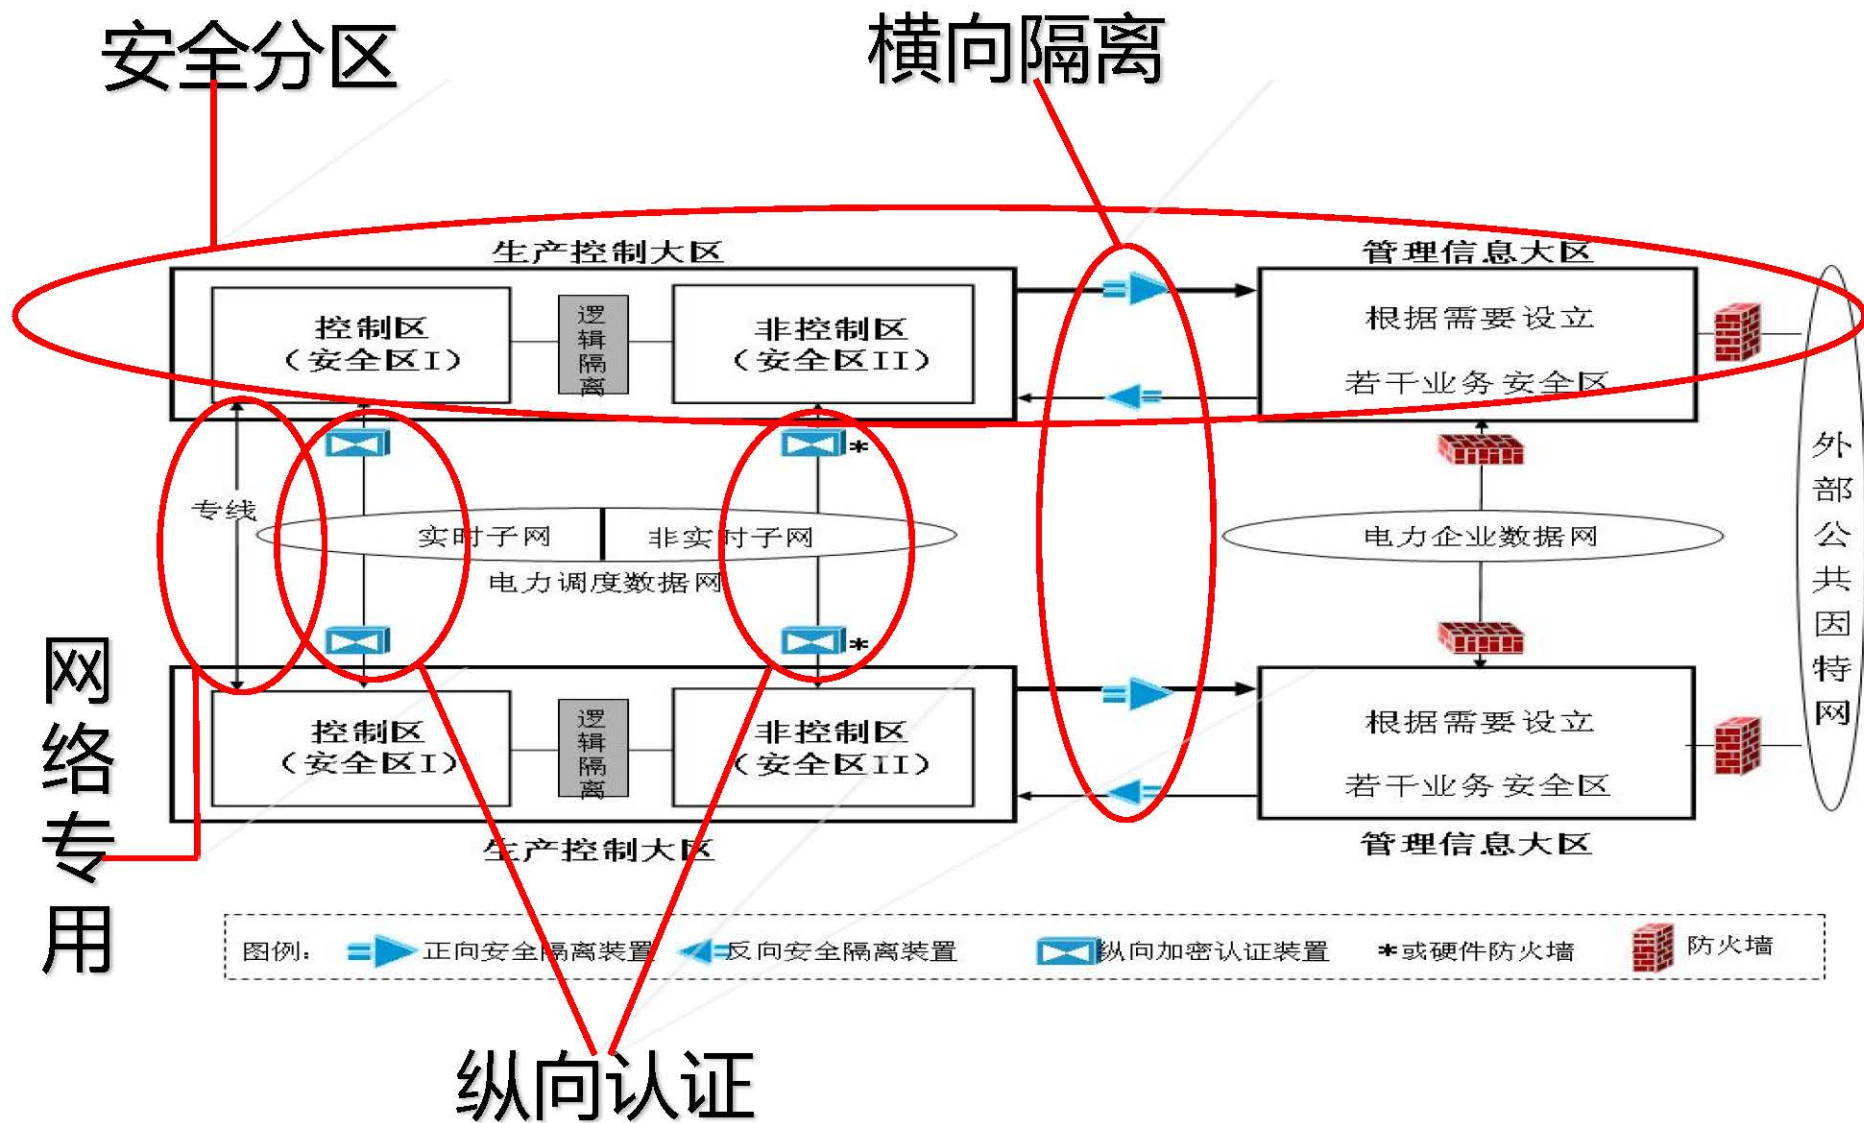 安全分区
横向隔离
生产控制大区
管理信息大区
控制区
(安全区I)
逻辑隔离
非控制区
(安全区II)
根据需要设立
若干业务安全区
*
专线
实时子网
非实时子网
电力调度数据网
电力企业数据网
外部公共因特网
*
网络专用
控制区
(安全区I)
逻辑隔离
非控制区
(安全区II)
根据需要设立
若干业务安全区
生产控制大区
管理信息大区
图例：
正向安全隔离装置
反向安全隔离装置
纵向加密认证装置
*或硬件防火墙
防火墙
纵向认证